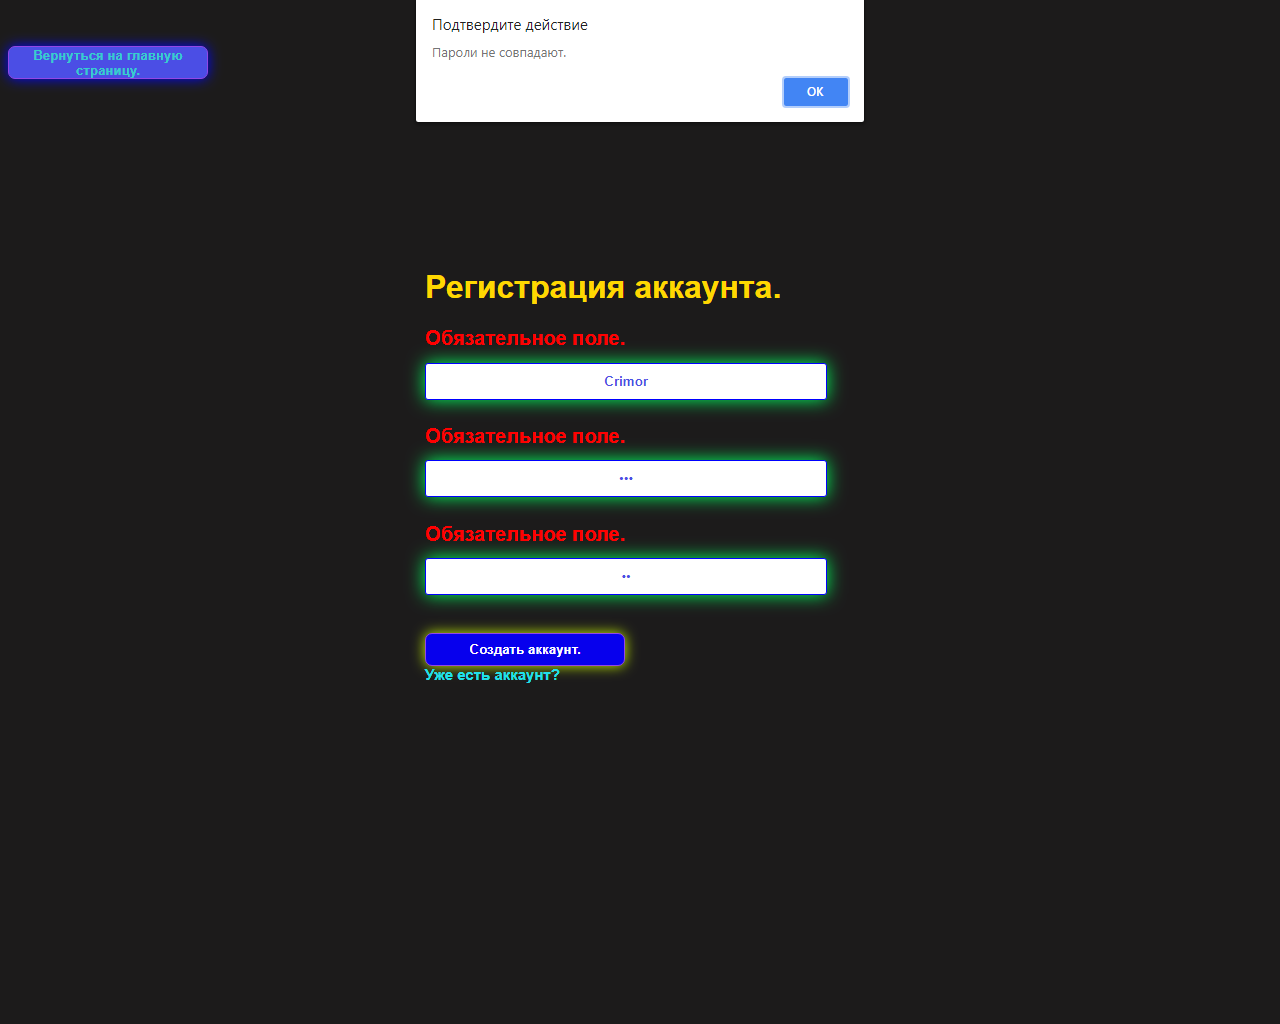 Подтвердите действие
Пароли не совпадают.
ОК
Вернуться на главную
страницу.
Регистрация аккаунта.
Обязательное поле.
Crimor
Обязательное поле.
•••
Обязательное поле.
••
Создать аккаунт.
Уже есть аккаунт?